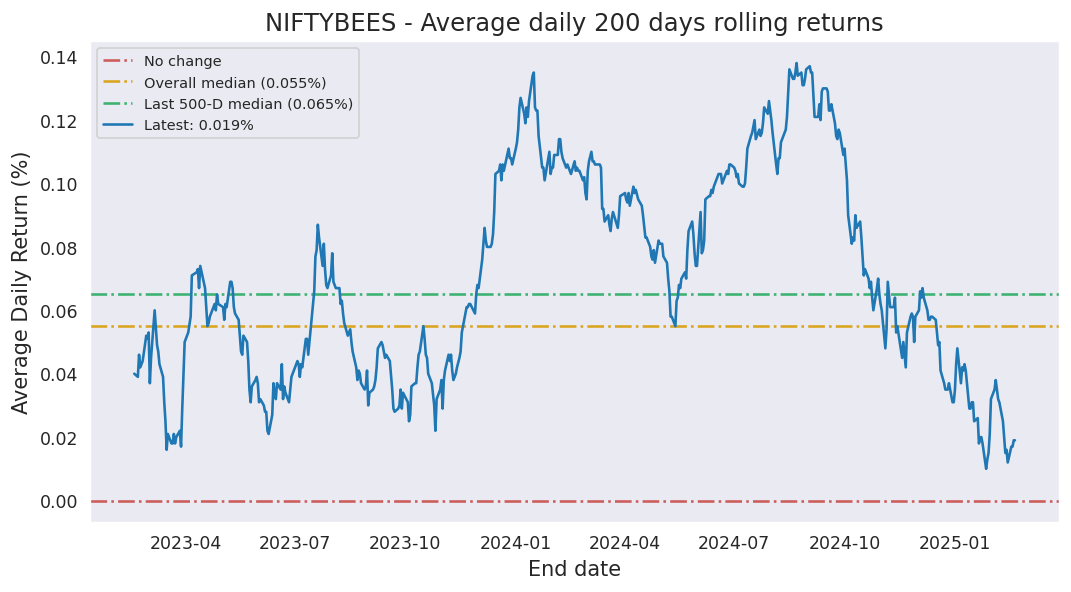 NIFTYBEES - Average daily 200 days rolling returns
No change
Overall median (0.055%)
Last 500-D median (0.065%)
Latest: 0.019%
Average Daily Return (%)
0.14
0.12
0.10
0.08
0.06
0.04
0.02
0.00
2023-04 2023-07 2023-10 2024-01 2024-04 2024-07 2024-10 2025-01
End date